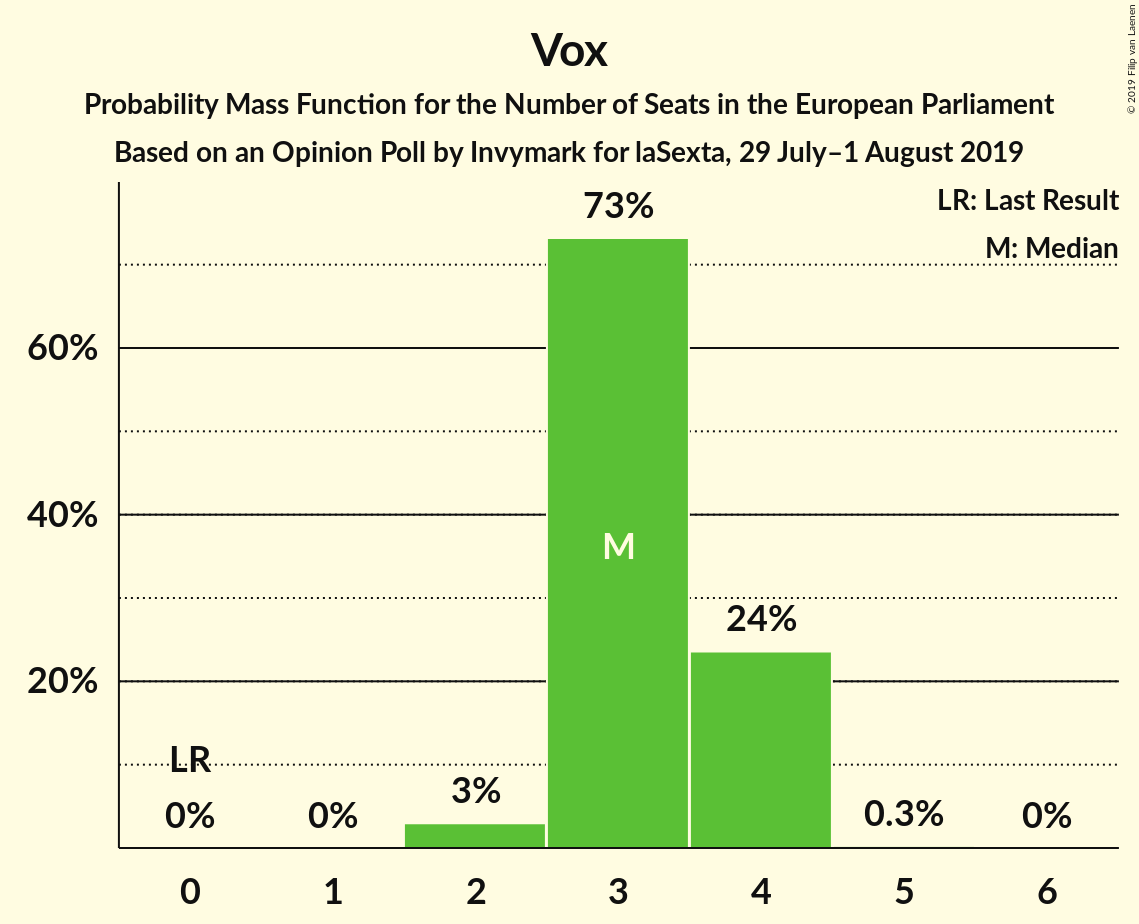 Vox
Probability Mass Function for the Number of Seats in the European Parliament
Based on an Opinion Poll by Invymark for laSexta, 29 July–1 August 2019
© 2019 Filip van Laenen
LR: Last Result
M: Median
73%
60%
40%
M
24%
20%
LR
0%
0%
3%
0.3%
0%
0
1
2
3
4
5
6